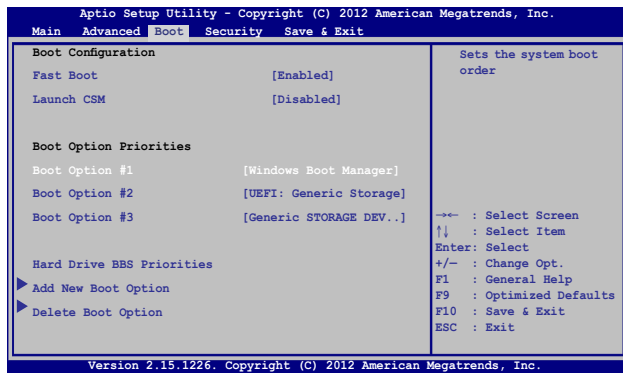 Aptio Setup Utility - Copyright (C) 2012 American Megatrends, Inc.
Main Advanced Boot Security Save & Exit
Boot Configuration
Fast Boot [Enabled]
Launch CSM [Disabled]
Boot Option Priorities
Boot Option #1 [Windows Boot Manager]
Boot Option #2 [UEFI: Generic Storage]
Boot Option #3 [Generic STORAGE DEV..]
Hard Drive BBS Priorities
Add New Boot Option
Delete Boot Option
Sets the system boot
order
→← : Select Screen
↑↓ : Select Item
Enter: Select
+/— : Change Opt.
F1 : General Help
F9 : Optimized Defaults
F10 : Save & Exit
ESC : Exit
Version 2.15.1226. Copyright (C) 2012 American Megatrends, Inc.